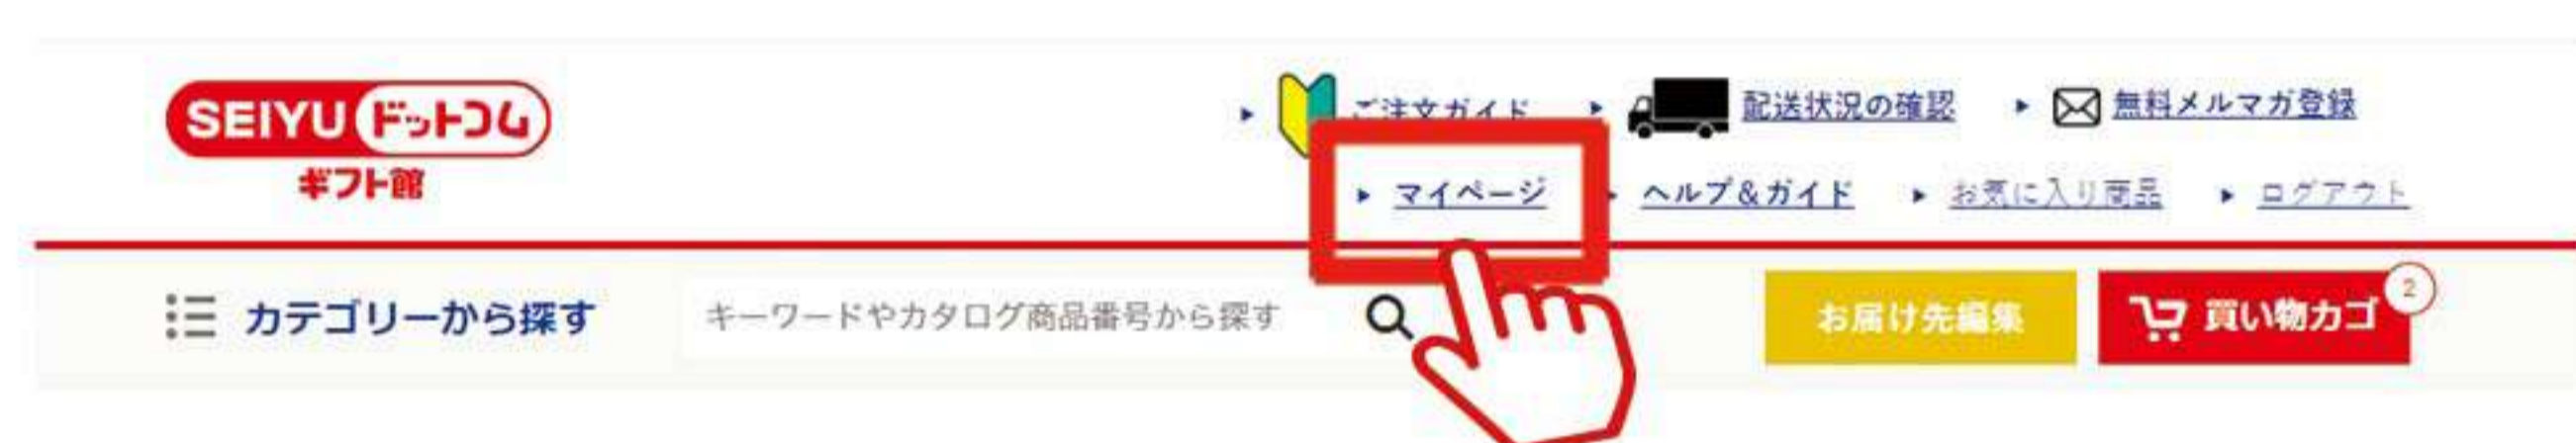 SEIYU ドットコム
ギフト館
ご注文ガイド
配送状況の確認
無料メルマガ登録
マイページ
ヘルプ&ガイド
お気に入り商品
ログアウト
カテゴリーから探す
キーワードやカタログ商品番号から探す
お届け先編集
買い物カゴ
2